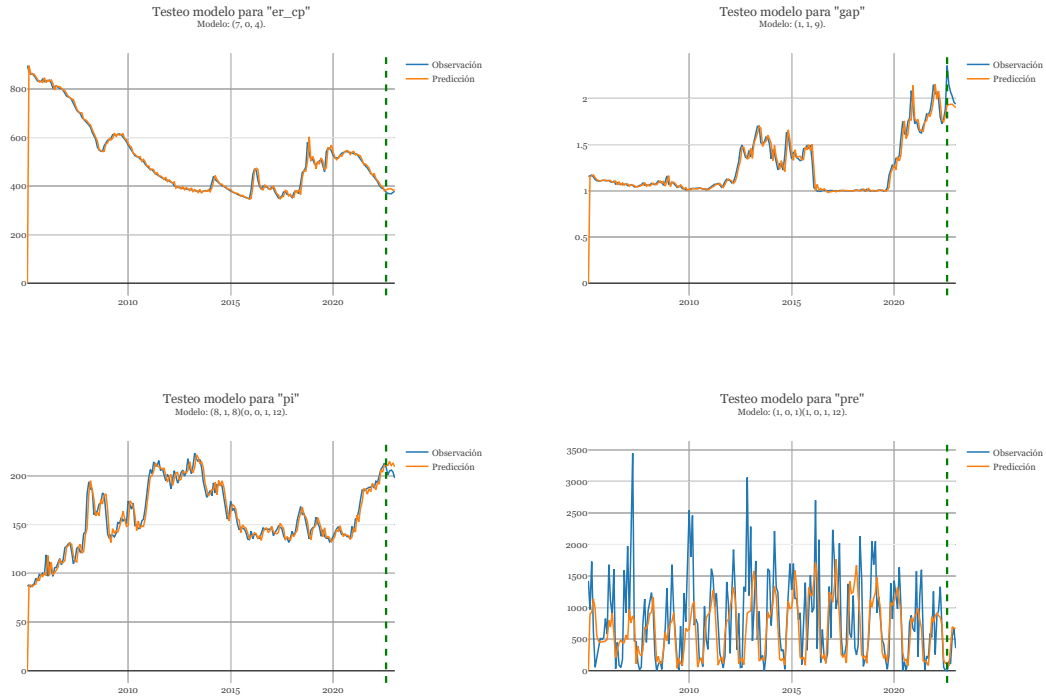 Testeo modelo para "er_cp"
Modelo: (7, 0, 4).
Observación
Predicción
800
600
400
200
0
2010
2015
2020
Testeo modelo para "gap"
Modelo: (1, 1, 9).
Observación
Predicción
2
1.5
1
0.5
0
2010
2015
2020
Testeo modelo para "pi"
Modelo: (8, 1, 8)(0, 0, 1, 12).
Observación
Predicción
200
150
100
50
0
2010
2015
2020
Testeo modelo para "pre"
Modelo: (1, 0, 1)(1, 0, 1, 12).
Observación
Predicción
3500
3000
2500
2000
1500
1000
500
0
2010
2015
2020